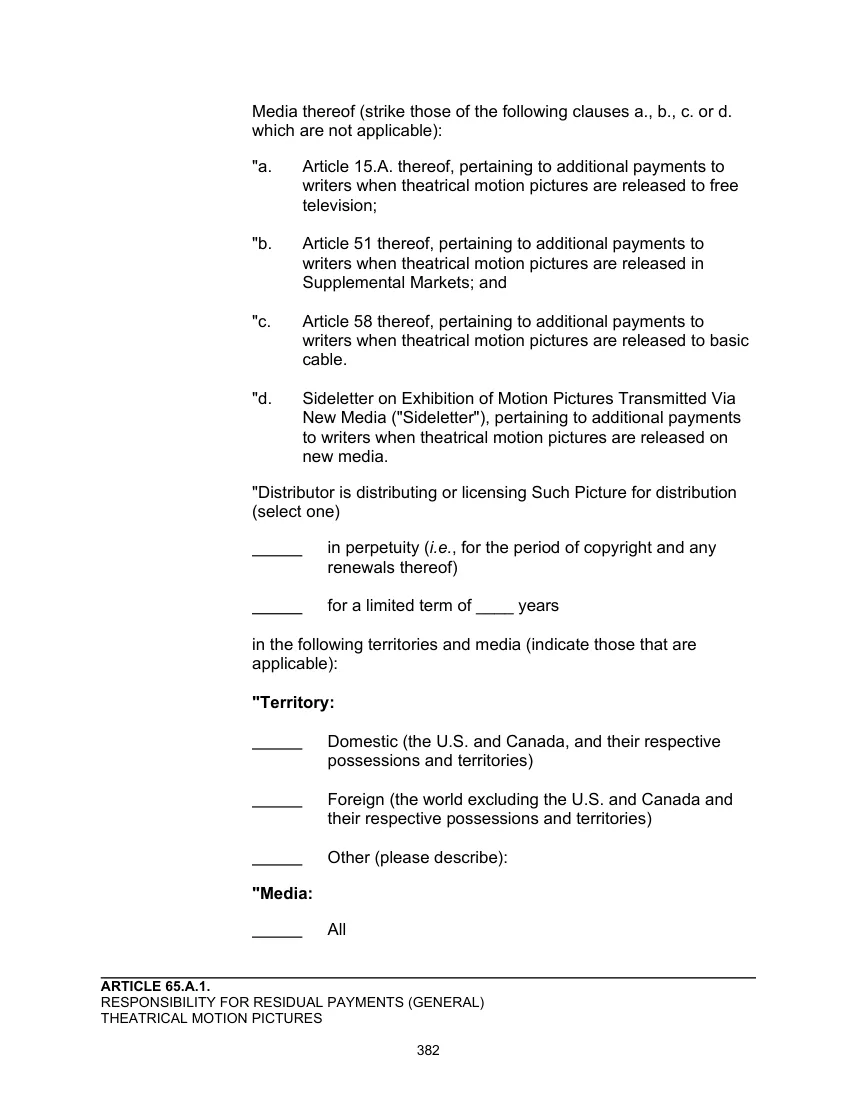 Media thereof (strike those of the following clauses a., b., c. or d.
which are not applicable):
"a. Article 15.A. thereof, pertaining to additional payments to
writers when theatrical motion pictures are released to free
television;
"b. Article 51 thereof, pertaining to additional payments to
writers when theatrical motion pictures are released in
Supplemental Markets; and
"c. Article 58 thereof, pertaining to additional payments to
writers when theatrical motion pictures are released to basic
cable.
"d. Sideletter on Exhibition of Motion Pictures Transmitted Via
New Media ("Sideletter"), pertaining to additional payments
to writers when theatrical motion pictures are released on
new media.
"Distributor is distributing or licensing Such Picture for distribution
(select one)
______ in perpetuity (i.e., for the period of copyright and any
renewals thereof)
______ for a limited term of ____ years
in the following territories and media (indicate those that are
applicable):
"Territory:
______ Domestic (the U.S. and Canada, and their respective
possessions and territories)
______ Foreign (the world excluding the U.S. and Canada and
their respective possessions and territories)
______ Other (please describe):
"Media:
______ All
ARTICLE 65.A.1.
RESPONSIBILITY FOR RESIDUAL PAYMENTS (GENERAL)
THEATRICAL MOTION PICTURES
382